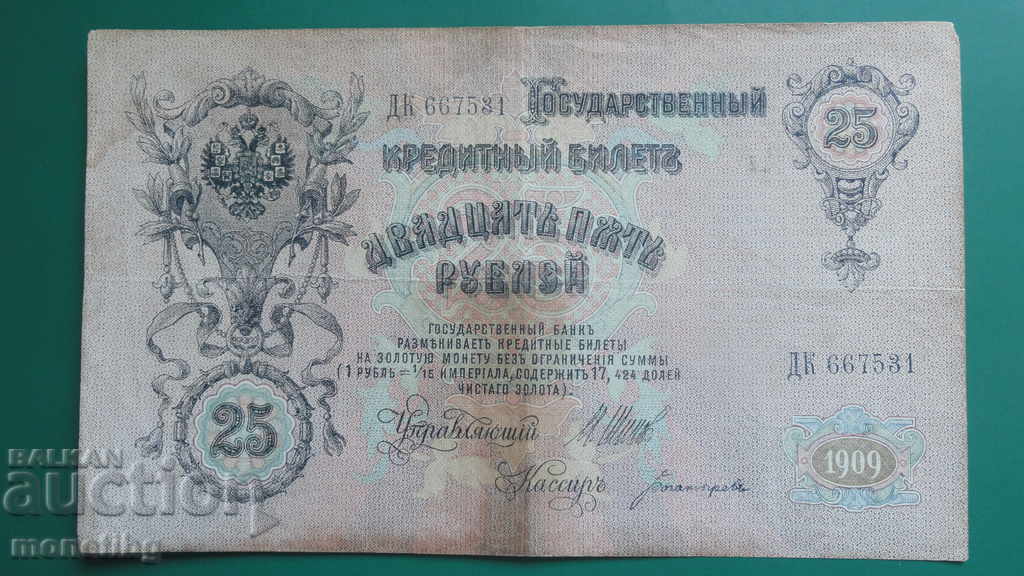 ДК 667531 Государственный 25
Кредитный Билетъ
Двадцать Пять
Рублей
Государственный Банкъ
размѣниваетъ кредитные билеты
на золотую монету безъ ограниченія суммы
(1 рубль = 1/15 империала, содержитъ 17, 424 долей
чистаго золота).
ДК 667531
25
Управляющій
Кассиръ
1909
BALKAN
auction
monetibg